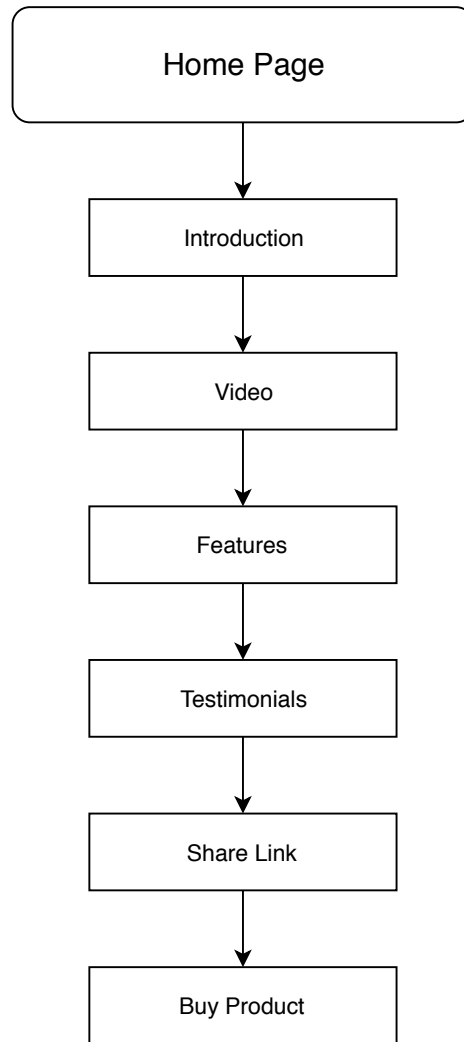 Home Page
Introduction
Video
Features
Testimonials
Share Link
Buy Product